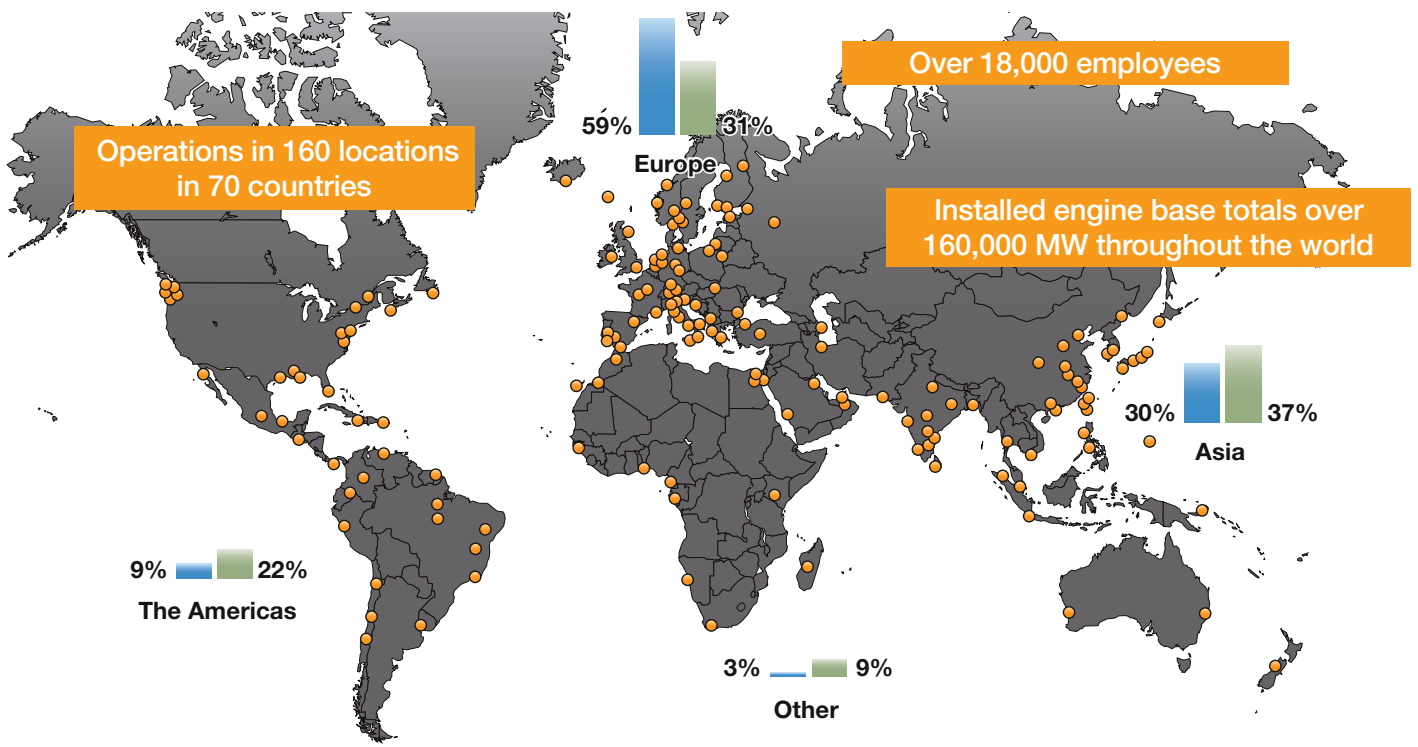 59%
31%
Europe
Over 18,000 employees
Operations in 160 locations
in 70 countries
Installed engine base totals over
160,000 MW throughout the world
30%
37%
Asia
9%
22%
The Americas
3%
9%
Other